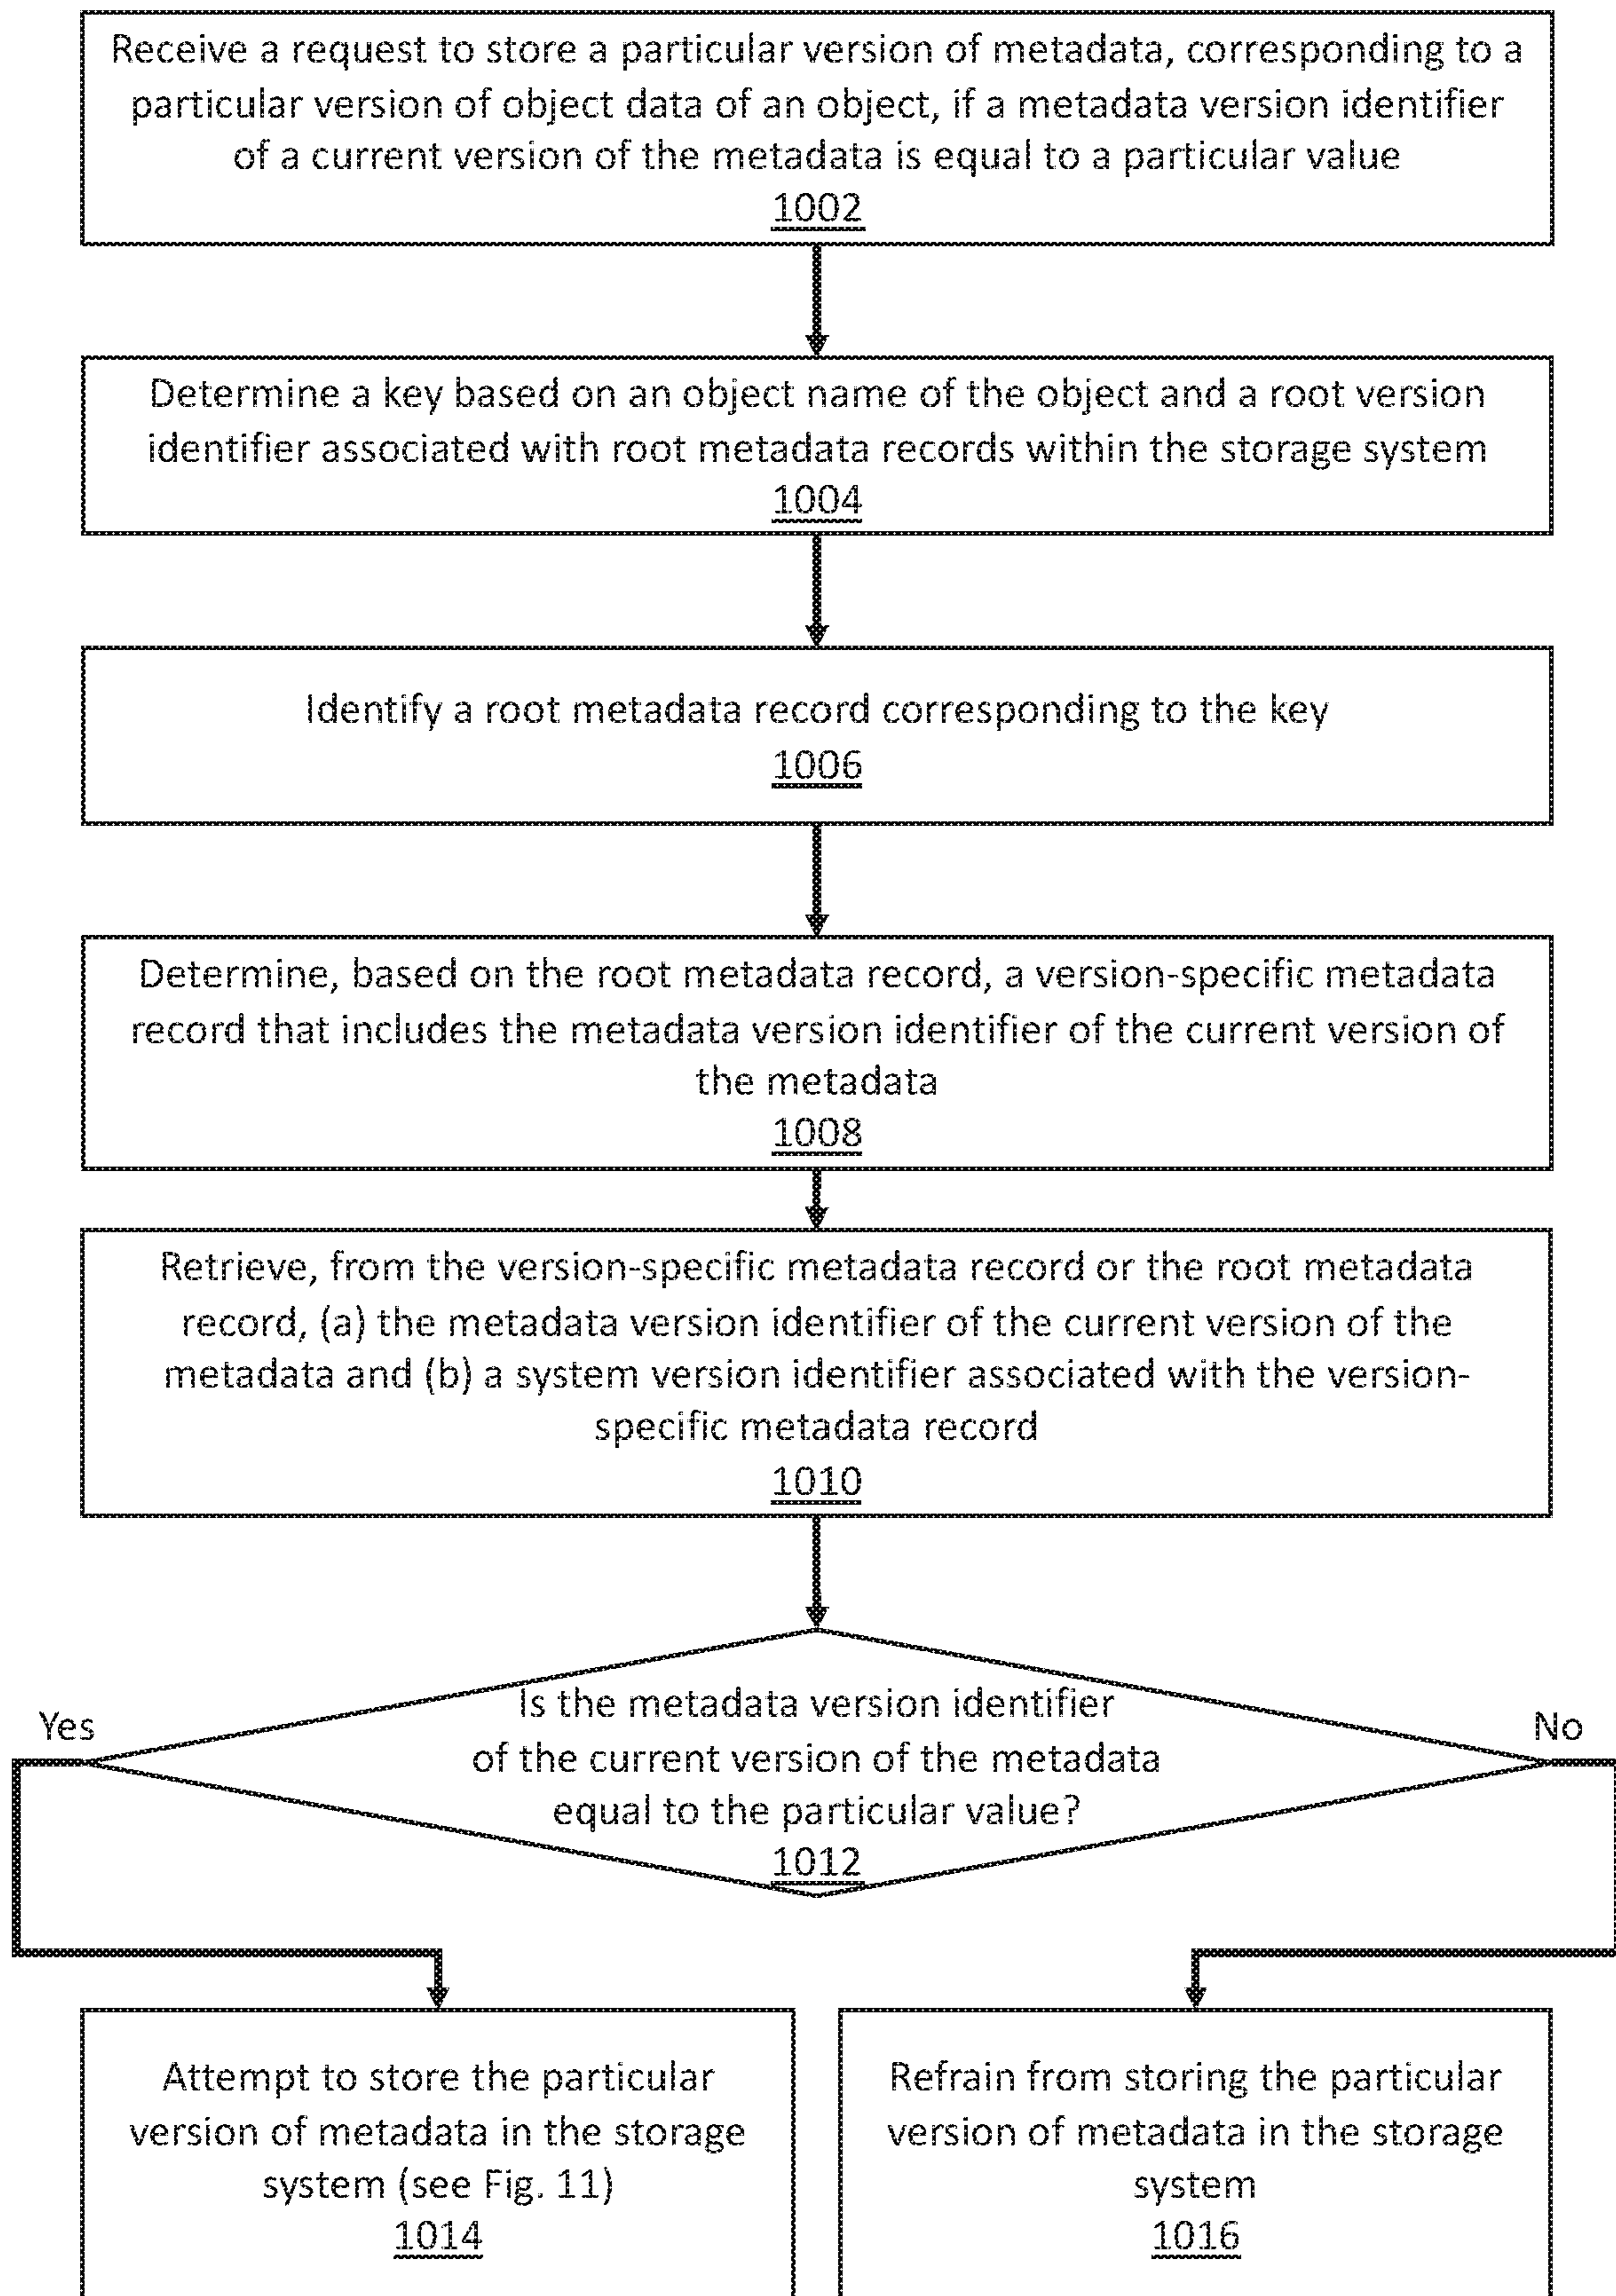 Receive a request to store a particular version of metadata, corresponding to a
particular version of object data of an object, if a metadata version identifier
of a current version of the metadata is equal to a particular value
1002
Determine a key based on an object name of the object and a root version
identifier associated with root metadata records within the storage system
1004
Identify a root metadata record corresponding to the key
1006
Determine, based on the root metadata record, a version-specific metadata
record that includes the metadata version identifier of the current version of
the metadata
1008
Retrieve, from the version-specific metadata record or the root metadata
record, (a) the metadata version identifier of the current version of the
metadata and (b) a system version identifier associated with the version-
specific metadata record
1010
Is the metadata version identifier
of the current version of the metadata
equal to the particular value?
1012
Yes
No
Attempt to store the particular
version of metadata in the storage
system (see Fig. 11)
1014
Refrain from storing the particular
version of metadata in the storage
system
1016